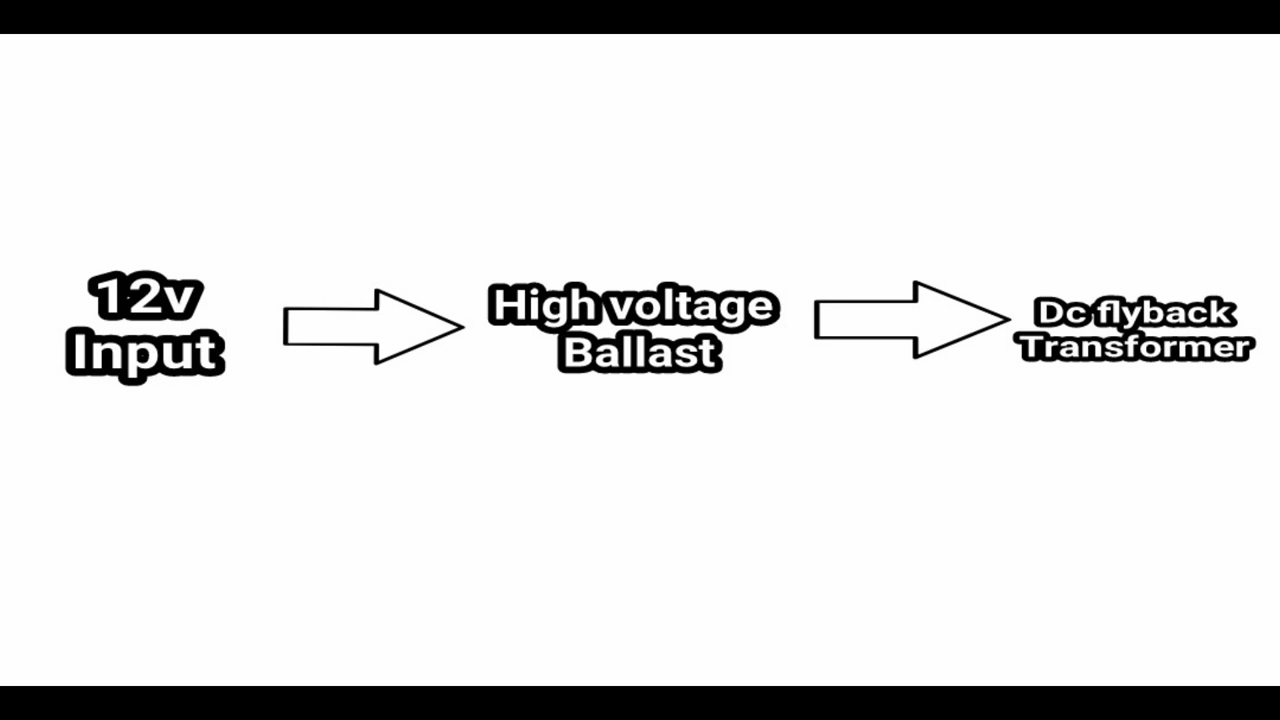 12v
Input
High voltage
Ballast
Dc flyback
Transformer